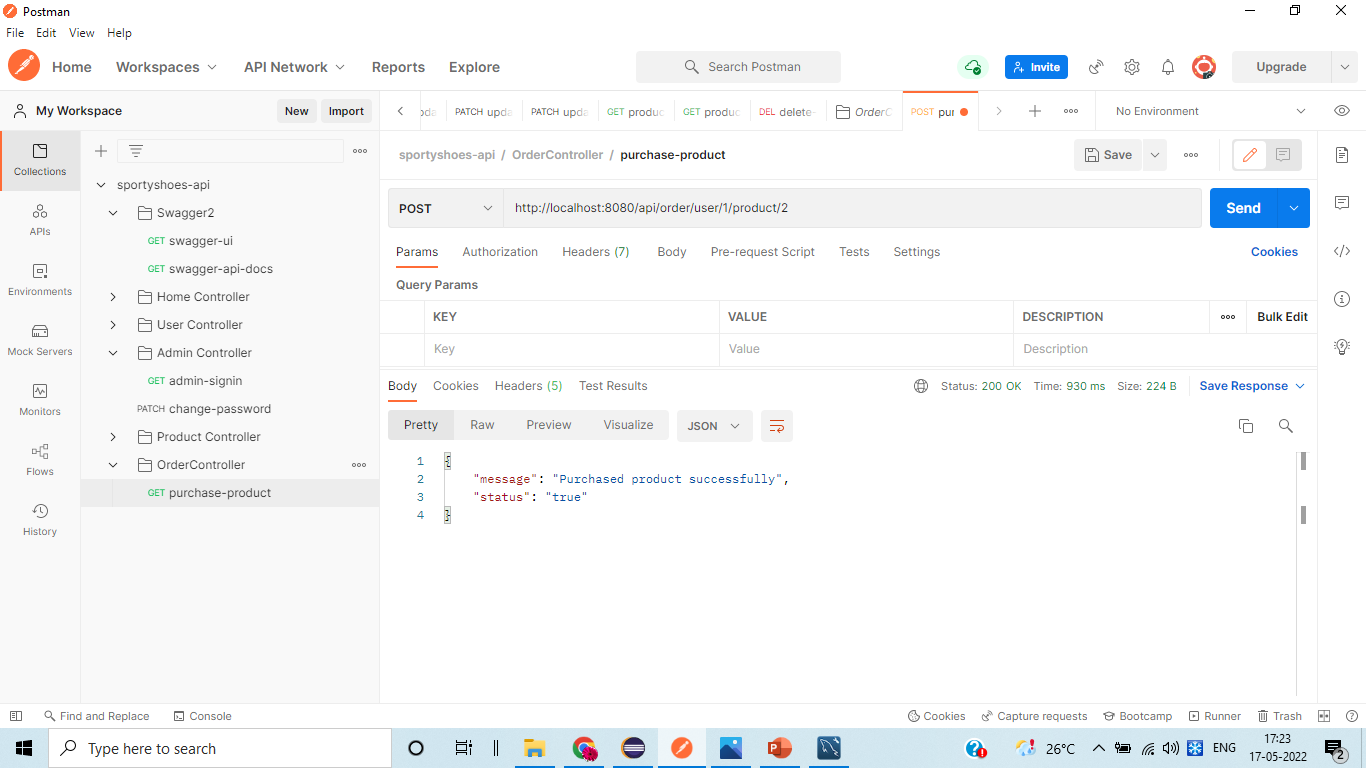 Postman
File Edit View Help
Home Workspaces API Network Reports Explore Search Postman Invite Upgrade
My Workspace New Import
PATCH upda PATCH upda GET produc GET produc DEL delete- OrderC POST pur No Environment
Collections
APIs
Environments
Mock Servers
Monitors
Flows
History
sportyshoes-api
Swagger2
GET swagger-ui
GET swagger-api-docs
Home Controller
User Controller
Admin Controller
GET admin-signin
PATCH change-password
Product Controller
OrderController
GET purchase-product
sportyshoes-api / OrderController / purchase-product Save
POST http://localhost:8080/api/order/user/1/product/2 Send
Params Authorization Headers (7) Body Pre-request Script Tests Settings Cookies
Query Params
KEY VALUE DESCRIPTION Bulk Edit
Key Value Description
Body Cookies Headers (5) Test Results Status: 200 OK Time: 930 ms Size: 224 B Save Response
Pretty Raw Preview Visualize JSON
1 {
2 "message": "Purchased product successfully",
3 "status": "true"
4 }
Find and Replace Console Cookies Capture requests Bootcamp Runner Trash
Type here to search 26°C ENG 17:23
17-05-2022 2